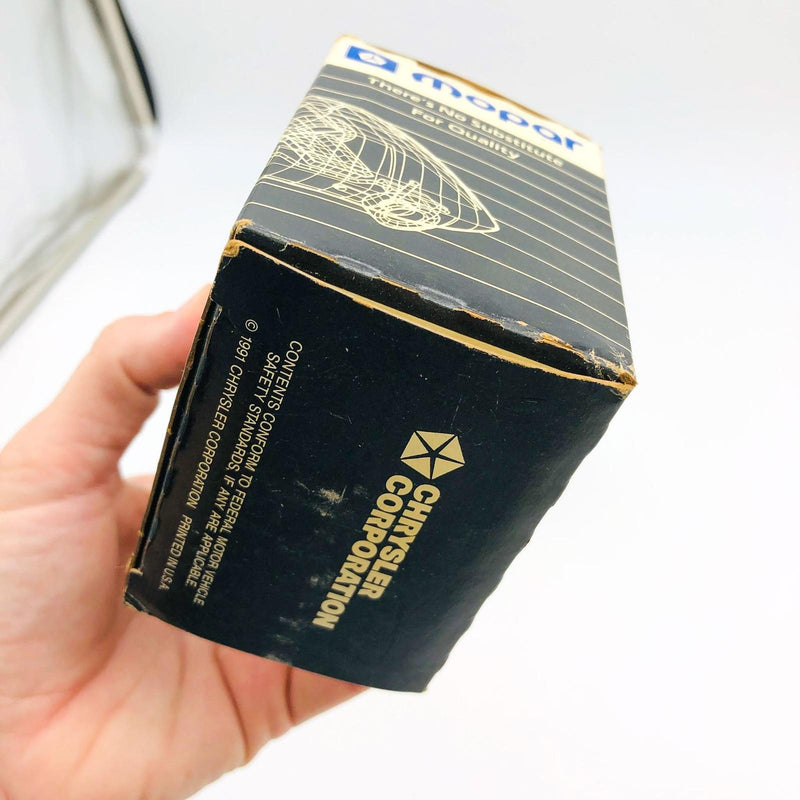 mopar
There's No Substitute
For Quality
CHRYSLER
CORPORATION
CONTENTS CONFORM TO FEDERAL MOTOR VEHICLE
SAFETY STANDARDS, IF ANY ARE APPLICABLE.
© 1991 CHRYSLER CORPORATION PRINTED IN U.S.A.